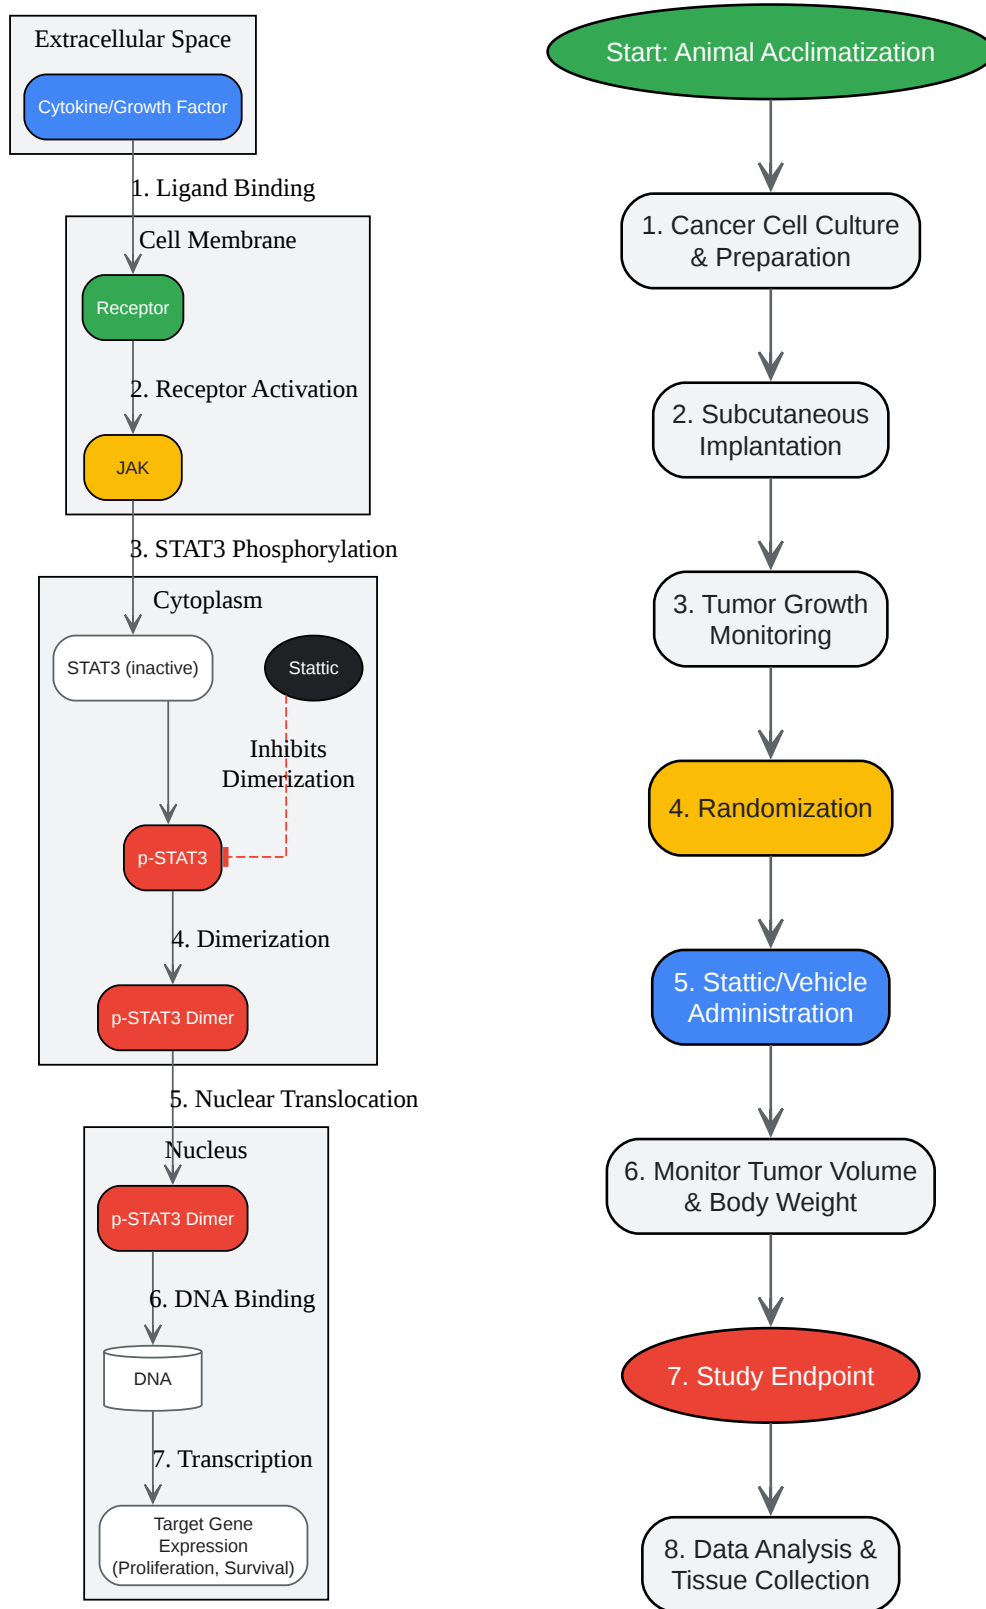 Extracellular Space
Cytokine/Growth Factor
1. Ligand Binding
Cell Membrane
Receptor
2. Receptor Activation
JAK
3. STAT3 Phosphorylation
Cytoplasm
STAT3 (inactive)
Stattic
Inhibits
Dimerization
p-STAT3
4. Dimerization
p-STAT3 Dimer
5. Nuclear Translocation
Nucleus
p-STAT3 Dimer
6. DNA Binding
DNA
7. Transcription
Target Gene
Expression
(Proliferation, Survival)
Start: Animal Acclimatization
1. Cancer Cell Culture
& Preparation
2. Subcutaneous
Implantation
3. Tumor Growth
Monitoring
4. Randomization
5. Stattic/Vehicle
Administration
6. Monitor Tumor Volume
& Body Weight
7. Study Endpoint
8. Data Analysis &
Tissue Collection